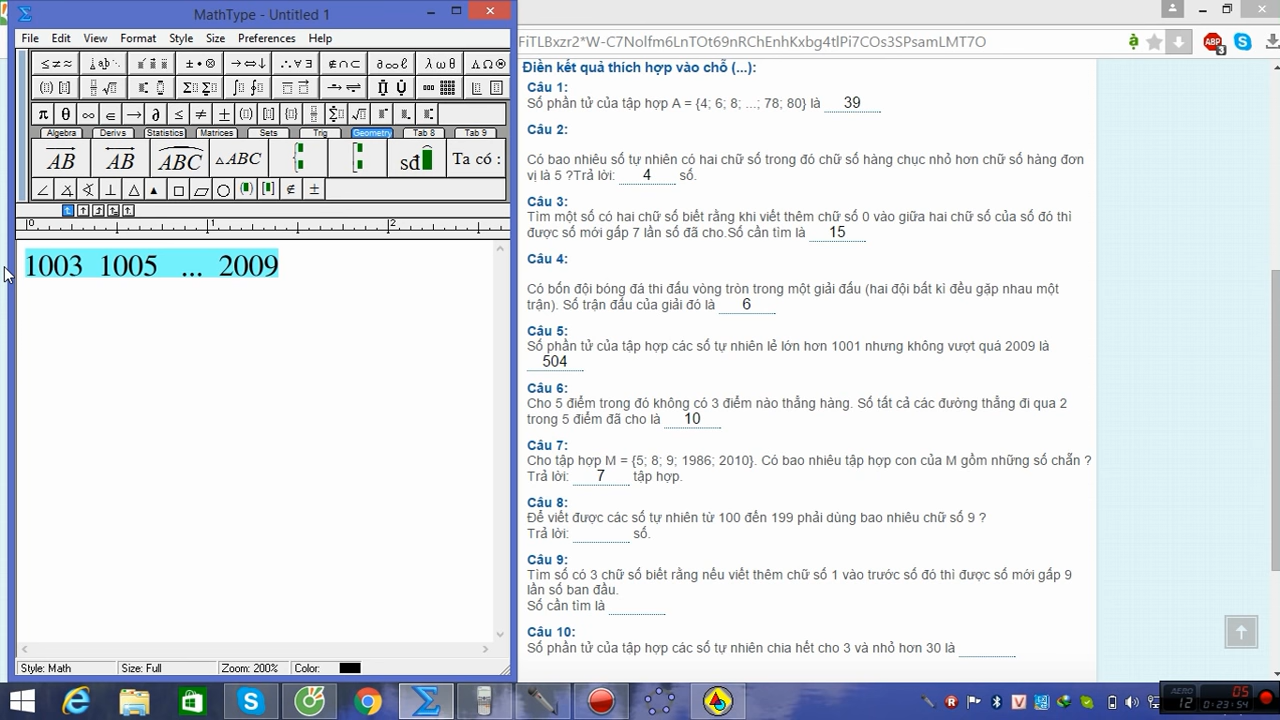 MathType - Untitled 1
File Edit View Format Style Size Preferences Help
Algebra Derivs Statistics Matrices Sets Trig Geometry Tab 8 Tab 9
AB AB ABC △ABC sđ Ta có :
0 1 2
1003 1005 ... 2009
Style: Math Size: Full Zoom: 200% Color:
FiTLBxzr2*W-C7Nolfm6LnTOt69nRChEnhKxbg4tlPi7COs3SPsamLMT7O
ABP 3
Điền kết quả thích hợp vào chỗ (...):
Câu 1:
Số phần tử của tập hợp A = {4; 6; 8; ...; 78; 80} là 39
Câu 2:
Có bao nhiêu số tự nhiên có hai chữ số trong đó chữ số hàng chục nhỏ hơn chữ số hàng đơn
vị là 5 ?Trả lời: 4 số.
Câu 3:
Tìm một số có hai chữ số biết rằng khi viết thêm chữ số 0 vào giữa hai chữ số của số đó thì
được số mới gấp 7 lần số đã cho.Số cần tìm là 15
Câu 4:
Có bốn đội bóng đá thi đấu vòng tròn trong một giải đấu (hai đội bất kì đều gặp nhau một
trận). Số trận đấu của giải đó là 6
Câu 5:
Số phần tử của tập hợp các số tự nhiên lẻ lớn hơn 1001 nhưng không vượt quá 2009 là
504
Câu 6:
Cho 5 điểm trong đó không có 3 điểm nào thẳng hàng. Số tất cả các đường thẳng đi qua 2
trong 5 điểm đã cho là 10
Câu 7:
Cho tập hợp M = {5; 8; 9; 1986; 2010}. Có bao nhiêu tập hợp con của M gồm những số chẵn ?
Trả lời: 7 tập hợp.
Câu 8:
Để viết được các số tự nhiên từ 100 đến 199 phải dùng bao nhiêu chữ số 9 ?
Trả lời: số.
Câu 9:
Tìm số có 3 chữ số biết rằng nếu viết thêm chữ số 1 vào trước số đó thì được số mới gấp 9
lần số ban đầu.
Số cần tìm là
Câu 10:
Số phần tử của tập hợp các số tự nhiên chia hết cho 3 và nhỏ hơn 30 là
AERO 12 05
0:23:54